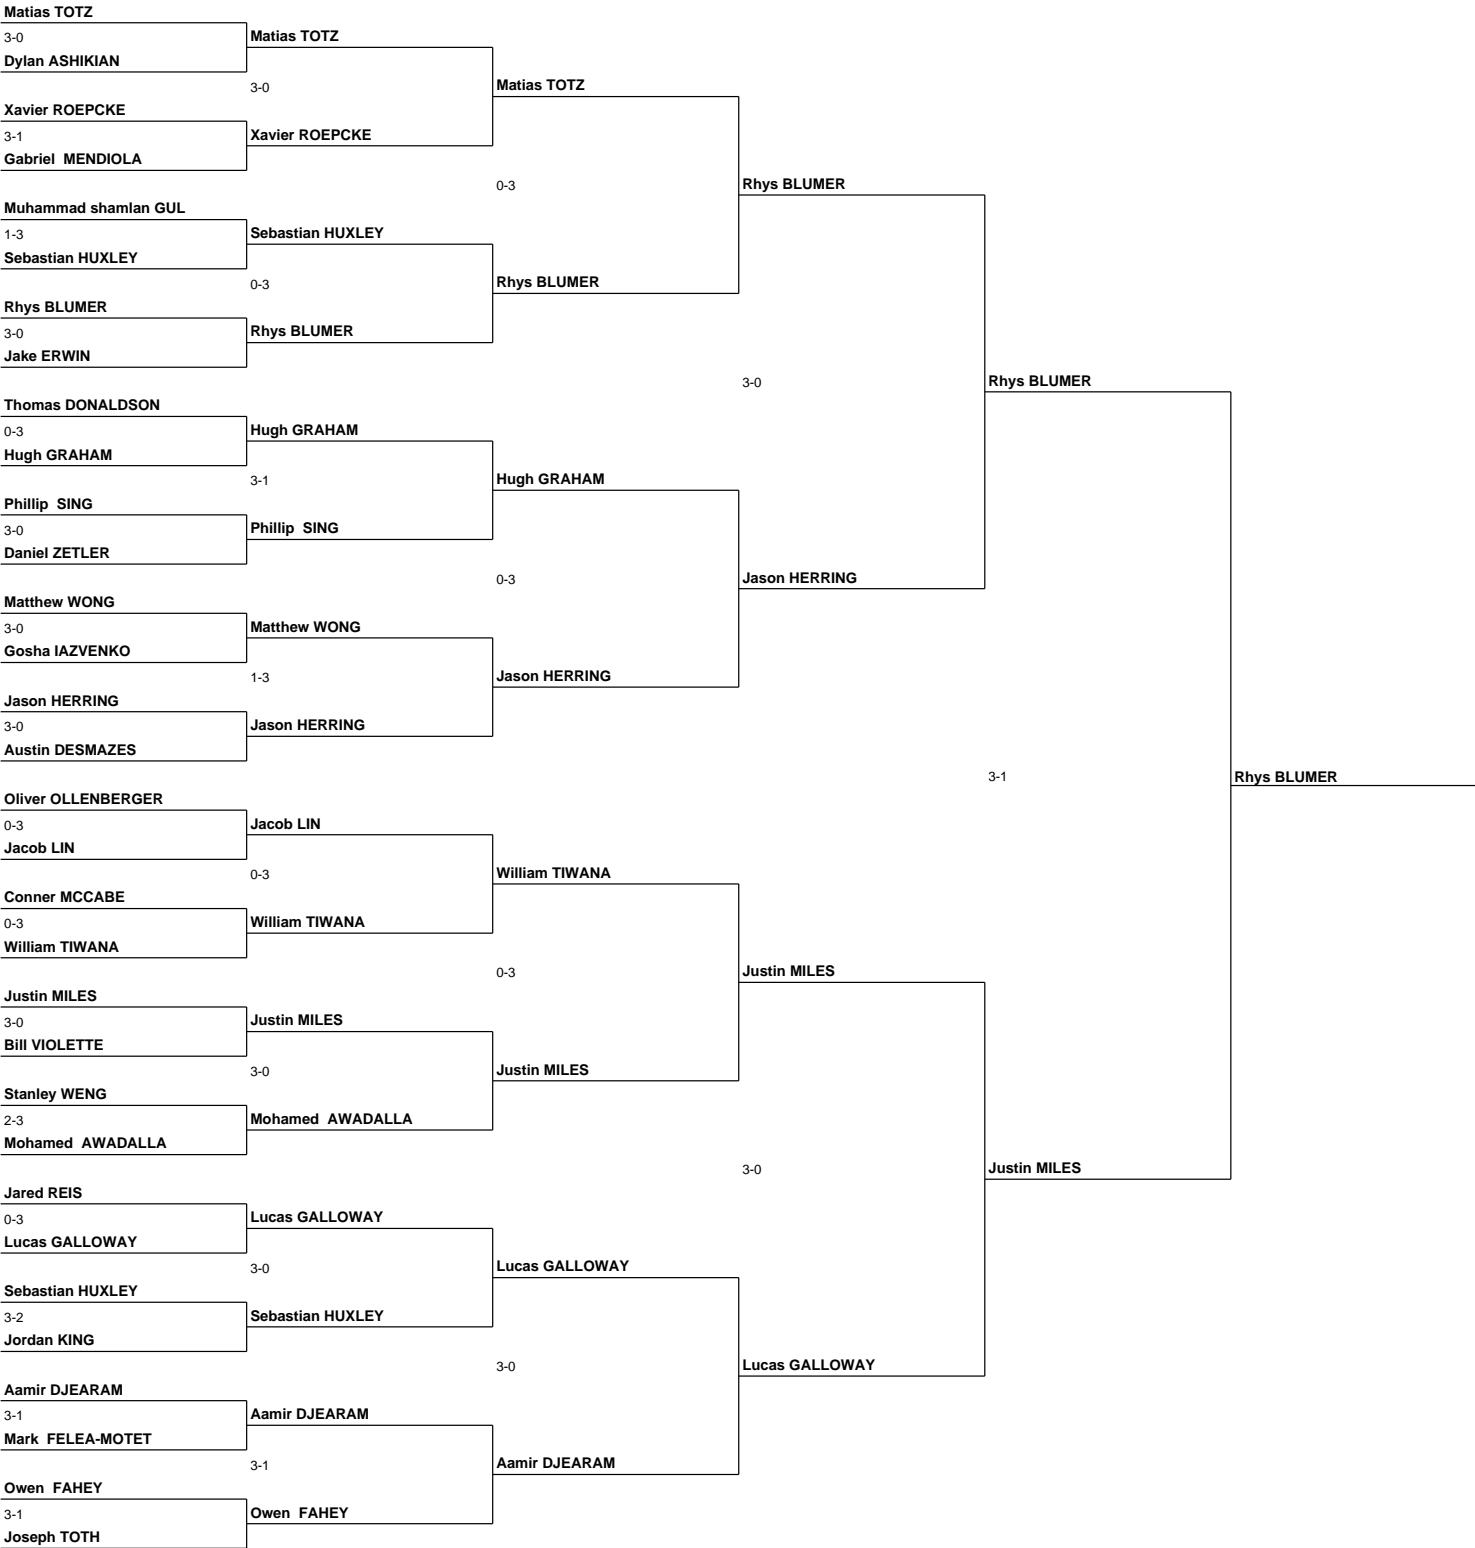 Matias TOTZ
3-0
Dylan ASHIKIAN
Xavier ROEPCKE
3-1
Gabriel  MENDIOLA
Muhammad shamlan GUL
1-3
Sebastian HUXLEY
Rhys BLUMER
3-0
Jake ERWIN
Thomas DONALDSON
0-3
Hugh GRAHAM
Phillip  SING
3-0
Daniel ZETLER
Matthew WONG
3-0
Gosha IAZVENKO
Jason HERRING
3-0
Austin DESMAZES
Oliver OLLENBERGER
0-3
Jacob LIN
Conner MCCABE
0-3
William TIWANA
Justin MILES
3-0
Bill VIOLETTE
Stanley WENG
2-3
Mohamed  AWADALLA
Jared REIS
0-3
Lucas GALLOWAY
Sebastian HUXLEY
3-2
Jordan KING
Aamir DJEARAM
3-1
Mark  FELEA-MOTET
Owen  FAHEY
3-1
Joseph TOTH
Matias TOTZ
3-0
Xavier ROEPCKE
Sebastian HUXLEY
0-3
Rhys BLUMER
Hugh GRAHAM
3-1
Phillip  SING
Matthew WONG
1-3
Jason HERRING
Jacob LIN
0-3
William TIWANA
Justin MILES
3-0
Mohamed  AWADALLA
Lucas GALLOWAY
3-0
Sebastian HUXLEY
Aamir DJEARAM
3-1
Owen  FAHEY
Matias TOTZ
0-3
Rhys BLUMER
Hugh GRAHAM
0-3
Jason HERRING
William TIWANA
0-3
Justin MILES
Lucas GALLOWAY
3-0
Aamir DJEARAM
Rhys BLUMER
3-0
Jason HERRING
Justin MILES
3-0
Lucas GALLOWAY
Rhys BLUMER
3-1
Justin MILES
Rhys BLUMER